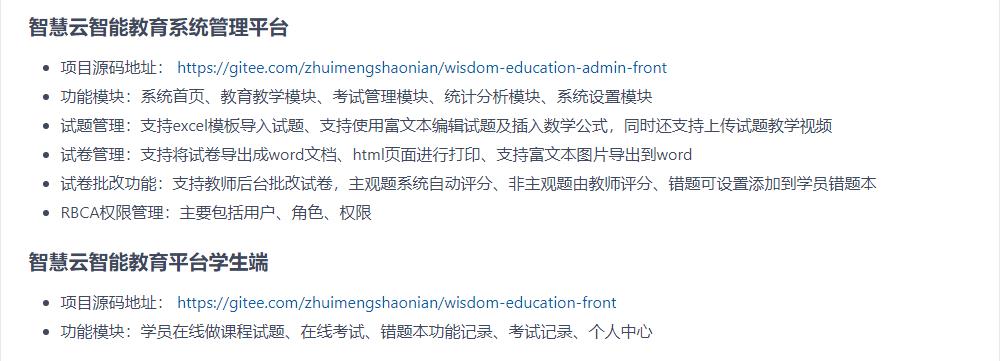 智慧云智能教育系统管理平台
项目源码地址： https://gitee.com/zhuimengshaonian/wisdom-education-admin-front
功能模块：系统首页、教育教学模块、考试管理模块、统计分析模块、系统设置模块
试题管理：支持excel模板导入试题、支持使用富文本编辑试题及插入数学公式，同时还支持上传试题教学视频
试卷管理：支持将试卷导出成word文档、html页面进行打印、支持富文本图片导出到word
试卷批改功能：支持教师后台批改试卷，主观题系统自动评分、非主观题由教师评分、错题可设置添加到学员错题本
RBCA权限管理：主要包括用户、角色、权限
智慧云智能教育平台学生端
项目源码地址： https://gitee.com/zhuimengshaonian/wisdom-education-front
功能模块：学员在线做课程试题、在线考试、错题本功能记录、考试记录、个人中心